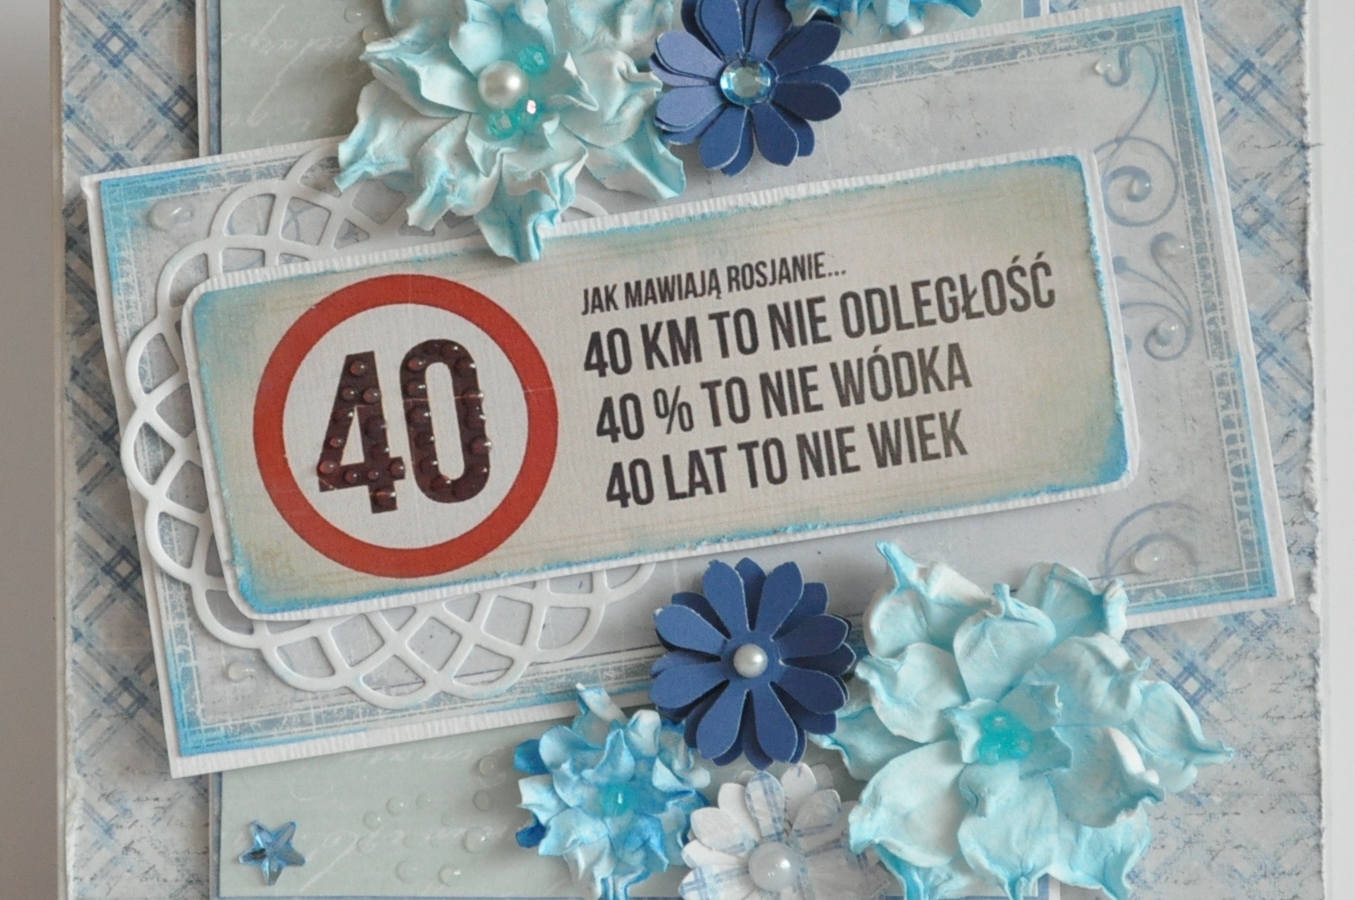 40
JAK MAWIAJĄ ROSJANIE...
40 KM TO NIE ODLEGŁOŚĆ
40 % TO NIE WÓDKA
40 LAT TO NIE WIEK